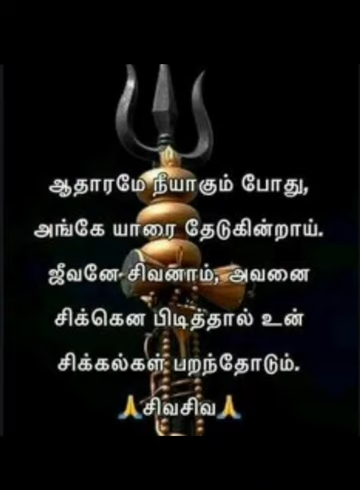 ஆதாரமே நீயாகும் போது,
அங்கே யாரை தேடுகின்றாய்.
ஜீவனே சிவனாம், அவனை
சிக்கென பிடித்தால் உன்
சிக்கல்கள் பறந்தோடும்.
🙏சிவசிவ🙏